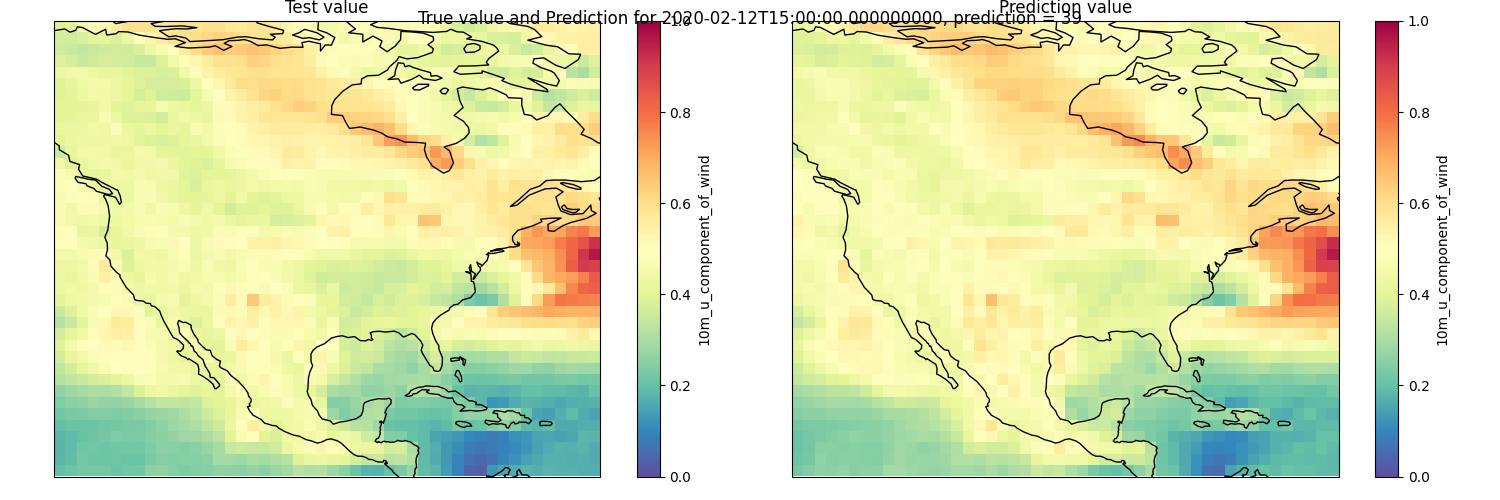 Test value
True value and Prediction for 2020-02-12T15:00:00.000000000, prediction = 39
Prediction value
1.0
0.8
0.6
0.4
0.2
0.0
10m_u_component_of_wind
1.0
0.8
0.6
0.4
0.2
0.0
10m_u_component_of_wind